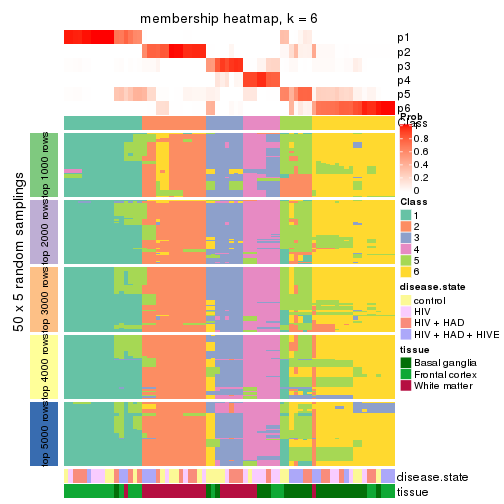 membership heatmap, k = 6
p1
p2
p3
p4
p5
p6
50 x 5 random samplings
top 1000 rows
top 2000 rows
top 3000 rows
top 4000 rows
top 5000 rows
Prob
Class
1
0.8
0.6
0.4
0.2
0
Class
1
2
3
4
5
6
disease.state
control
HIV
HIV + HAD
HIV + HAD + HIVE
tissue
Basal ganglia
Frontal cortex
White matter
disease.state
tissue